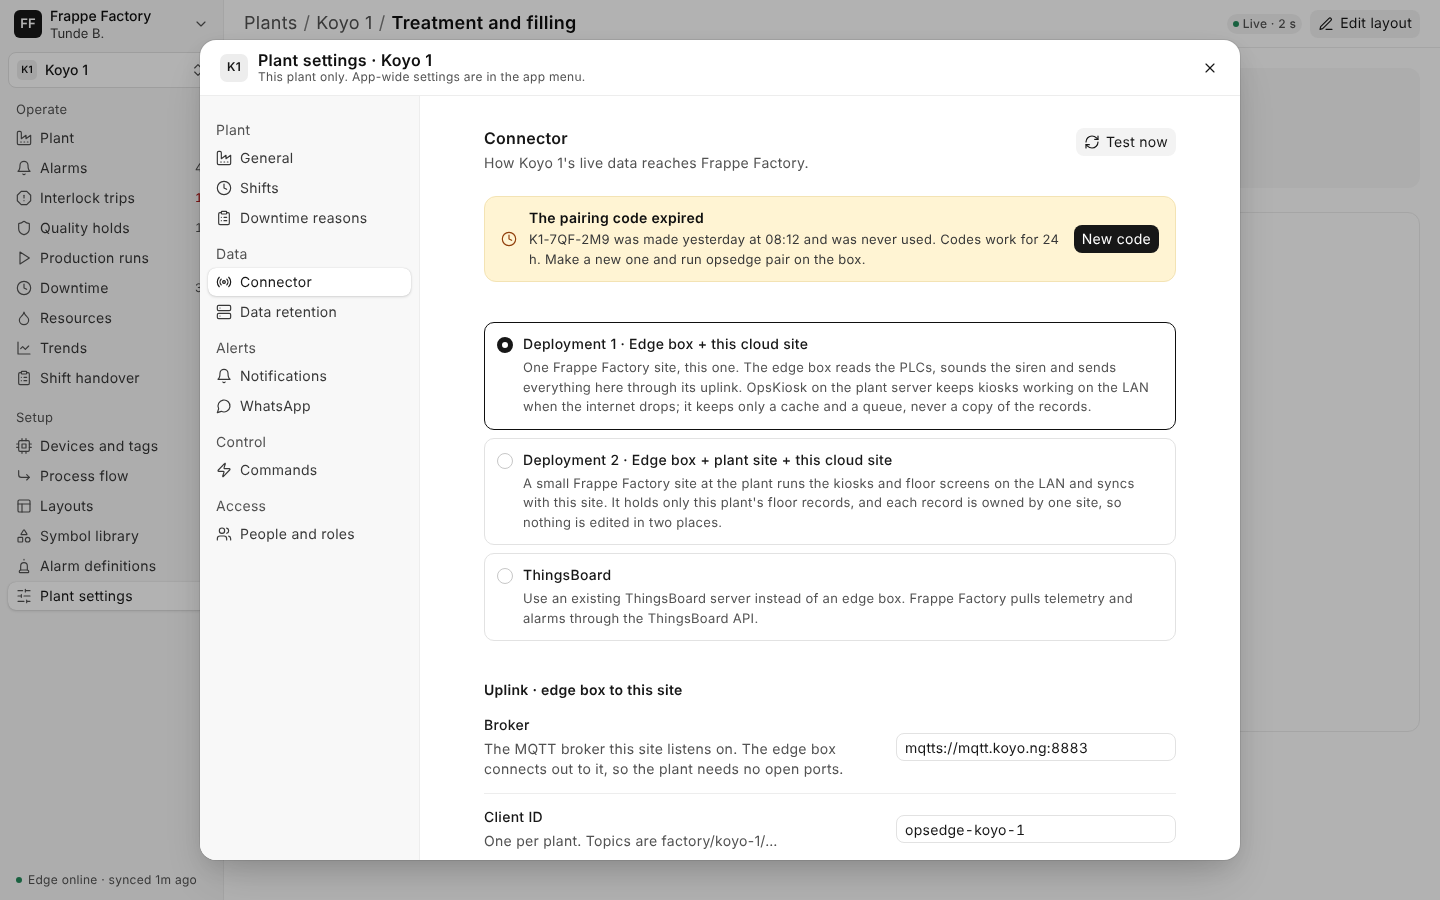 FF
Frappe Factory
Tunde B.
Plants / Koyo 1 / Treatment and filling
Live · 2 s
Edit layout
K1
Koyo 1
Operate
Plant
Alarms
4
Interlock trips
1
Quality holds
1
Production runs
Downtime
3
Resources
Trends
Shift handover
Setup
Devices and tags
Process flow
Layouts
Symbol library
Alarm definitions
Plant settings
Edge online · synced 1m ago
K1
Plant settings · Koyo 1
This plant only. App-wide settings are in the app menu.
Plant
General
Shifts
Downtime reasons
Data
Connector
Data retention
Alerts
Notifications
WhatsApp
Control
Commands
Access
People and roles
Connector
How Koyo 1's live data reaches Frappe Factory.
Test now
The pairing code expired
K1-7QF-2M9 was made yesterday at 08:12 and was never used. Codes work for 24
h. Make a new one and run opsedge pair on the box.
New code
Deployment 1 · Edge box + this cloud site
One Frappe Factory site, this one. The edge box reads the PLCs, sounds the siren and sends
everything here through its uplink. OpsKiosk on the plant server keeps kiosks working on the LAN
when the internet drops; it keeps only a cache and a queue, never a copy of the records.
Deployment 2 · Edge box + plant site + this cloud site
A small Frappe Factory site at the plant runs the kiosks and floor screens on the LAN and syncs
with this site. It holds only this plant's floor records, and each record is owned by one site, so
nothing is edited in two places.
ThingsBoard
Use an existing ThingsBoard server instead of an edge box. Frappe Factory pulls telemetry and
alarms through the ThingsBoard API.
Uplink · edge box to this site
Broker
The MQTT broker this site listens on. The edge box
connects out to it, so the plant needs no open ports.
mqtts://mqtt.koyo.ng:8883
Client ID
One per plant. Topics are factory/koyo-1/...
opsedge-koyo-1